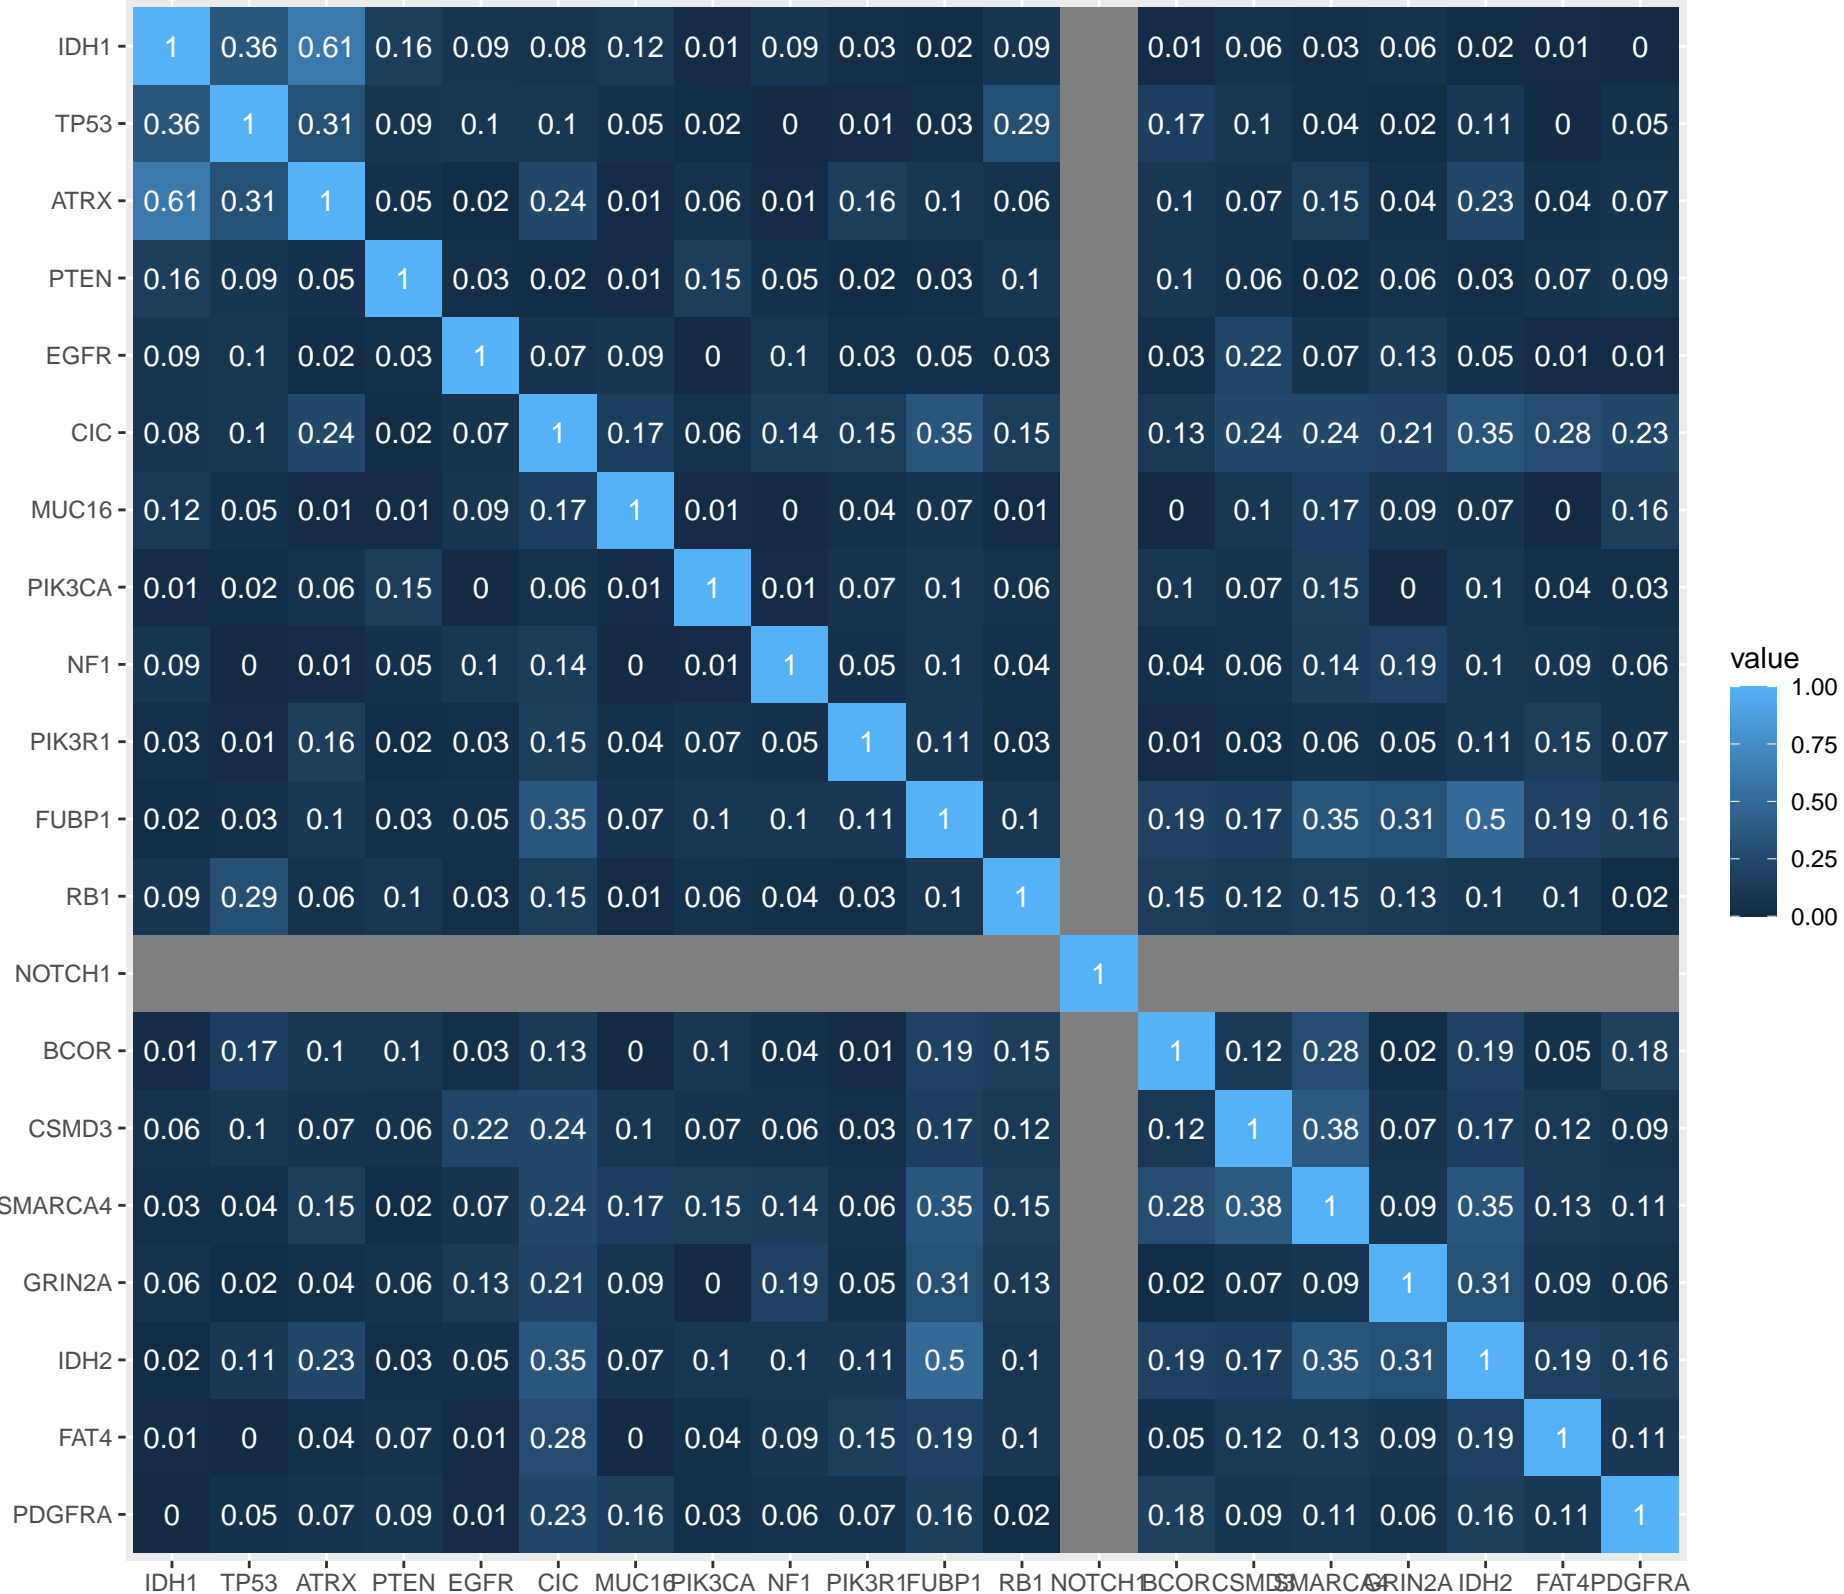 IDH1 1 0.36 0.61 0.16 0.09 0.08 0.12 0.01 0.09 0.03 0.02 0.09 0.01 0.06 0.03 0.06 0.02 0.01 0
TP53 0.36 1 0.31 0.09 0.1 0.1 0.05 0.02 0 0.01 0.03 0.29 0.17 0.1 0.04 0.02 0.11 0 0.05
ATRX 0.61 0.31 1 0.05 0.02 0.24 0.01 0.06 0.01 0.16 0.1 0.06 0.1 0.07 0.15 0.04 0.23 0.04 0.07
PTEN 0.16 0.09 0.05 1 0.03 0.02 0.01 0.15 0.05 0.02 0.03 0.1 0.1 0.06 0.02 0.06 0.03 0.07 0.09
EGFR 0.09 0.1 0.02 0.03 1 0.07 0.09 0 0.1 0.03 0.05 0.03 0.03 0.22 0.07 0.13 0.05 0.01 0.01
CIC 0.08 0.1 0.24 0.02 0.07 1 0.17 0.06 0.14 0.15 0.35 0.15 0.13 0.24 0.24 0.21 0.35 0.28 0.23
MUC16 0.12 0.05 0.01 0.01 0.09 0.17 1 0.01 0 0.04 0.07 0.01 0 0.1 0.17 0.09 0.07 0 0.16
PIK3CA 0.01 0.02 0.06 0.15 0 0.06 0.01 1 0.01 0.07 0.1 0.06 0.1 0.07 0.15 0 0.1 0.04 0.03
NF1 0.09 0 0.01 0.05 0.1 0.14 0 0.01 1 0.05 0.1 0.04 0.04 0.06 0.14 0.19 0.1 0.09 0.06
PIK3R1 0.03 0.01 0.16 0.02 0.03 0.15 0.04 0.07 0.05 1 0.11 0.03 0.01 0.03 0.06 0.05 0.11 0.15 0.07
FUBP1 0.02 0.03 0.1 0.03 0.05 0.35 0.07 0.1 0.1 0.11 1 0.1 0.19 0.17 0.35 0.31 0.5 0.19 0.16
RB1 0.09 0.29 0.06 0.1 0.03 0.15 0.01 0.06 0.04 0.03 0.1 1 0.15 0.12 0.15 0.13 0.1 0.1 0.02
NOTCH1 1
BCOR 0.01 0.17 0.1 0.1 0.03 0.13 0 0.1 0.04 0.01 0.19 0.15 1 0.12 0.28 0.02 0.19 0.05 0.18
CSMD3 0.06 0.1 0.07 0.06 0.22 0.24 0.1 0.07 0.06 0.03 0.17 0.12 0.12 1 0.38 0.07 0.17 0.12 0.09
SMARCA4 0.03 0.04 0.15 0.02 0.07 0.24 0.17 0.15 0.14 0.06 0.35 0.15 0.28 0.38 1 0.09 0.35 0.13 0.11
GRIN2A 0.06 0.02 0.04 0.06 0.13 0.21 0.09 0 0.19 0.05 0.31 0.13 0.02 0.07 0.09 1 0.31 0.09 0.06
IDH2 0.02 0.11 0.23 0.03 0.05 0.35 0.07 0.1 0.1 0.11 0.5 0.1 0.19 0.17 0.35 0.31 1 0.19 0.16
FAT4 0.01 0 0.04 0.07 0.01 0.28 0 0.04 0.09 0.15 0.19 0.1 0.05 0.12 0.13 0.09 0.19 1 0.11
PDGFRA 0 0.05 0.07 0.09 0.01 0.23 0.16 0.03 0.06 0.07 0.16 0.02 0.18 0.09 0.11 0.06 0.16 0.11 1
IDH1 TP53 ATRX PTEN EGFR CIC MUC16 PIK3CA NF1 PIK3R1 FUBP1 RB1 NOTCH1 BCOR CSMD3 SMARCA4 GRIN2A IDH2 FAT4 PDGFRA
value
1.00
0.75
0.50
0.25
0.00